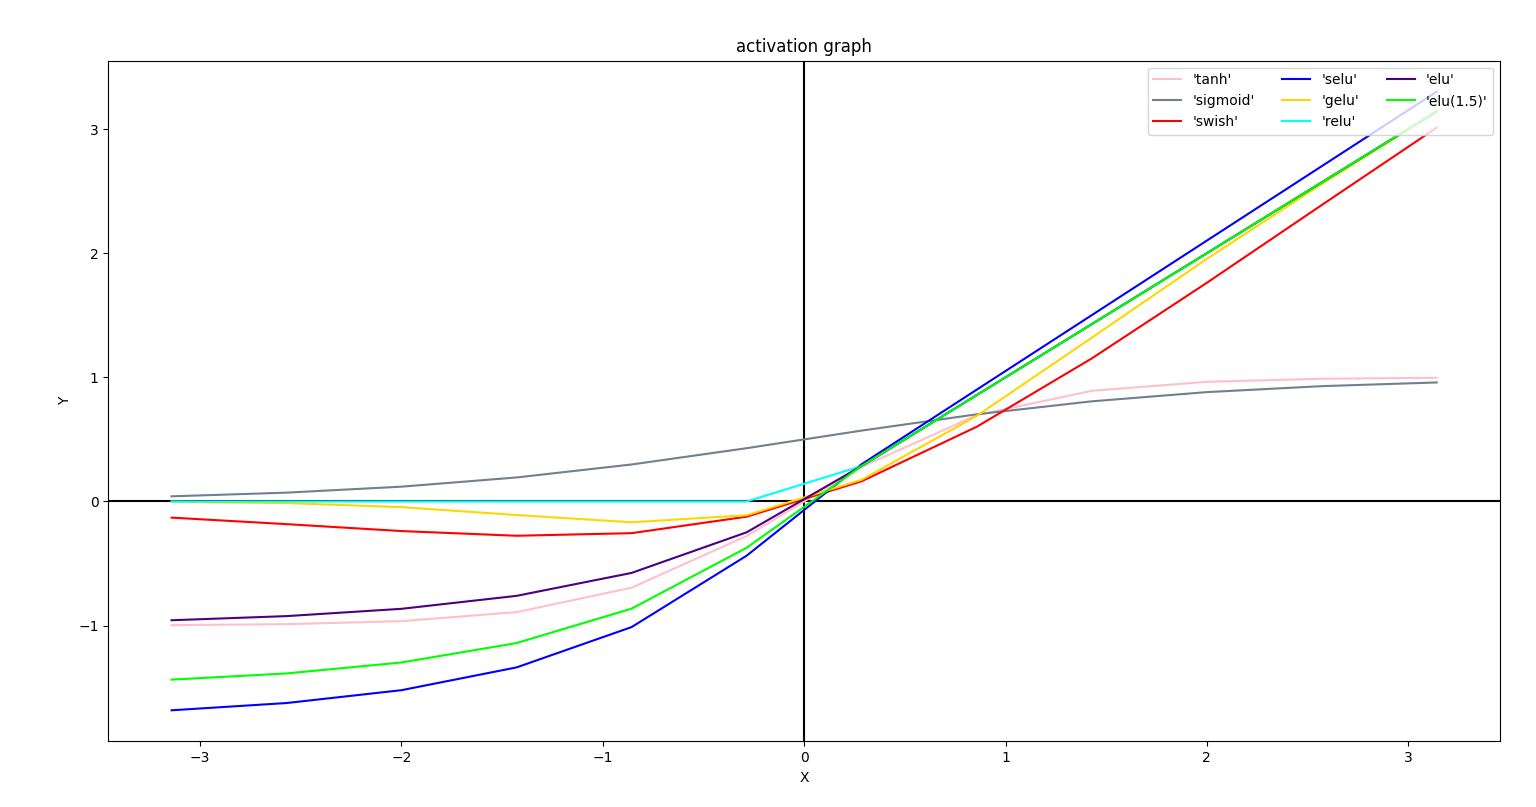 activation graph
'tanh' 'selu' 'elu'
'sigmoid' 'gelu' 'elu(1.5)'
'swish' 'relu'
3
2
1
0
−1
Y
−3 −2 −1 0 1 2 3
X